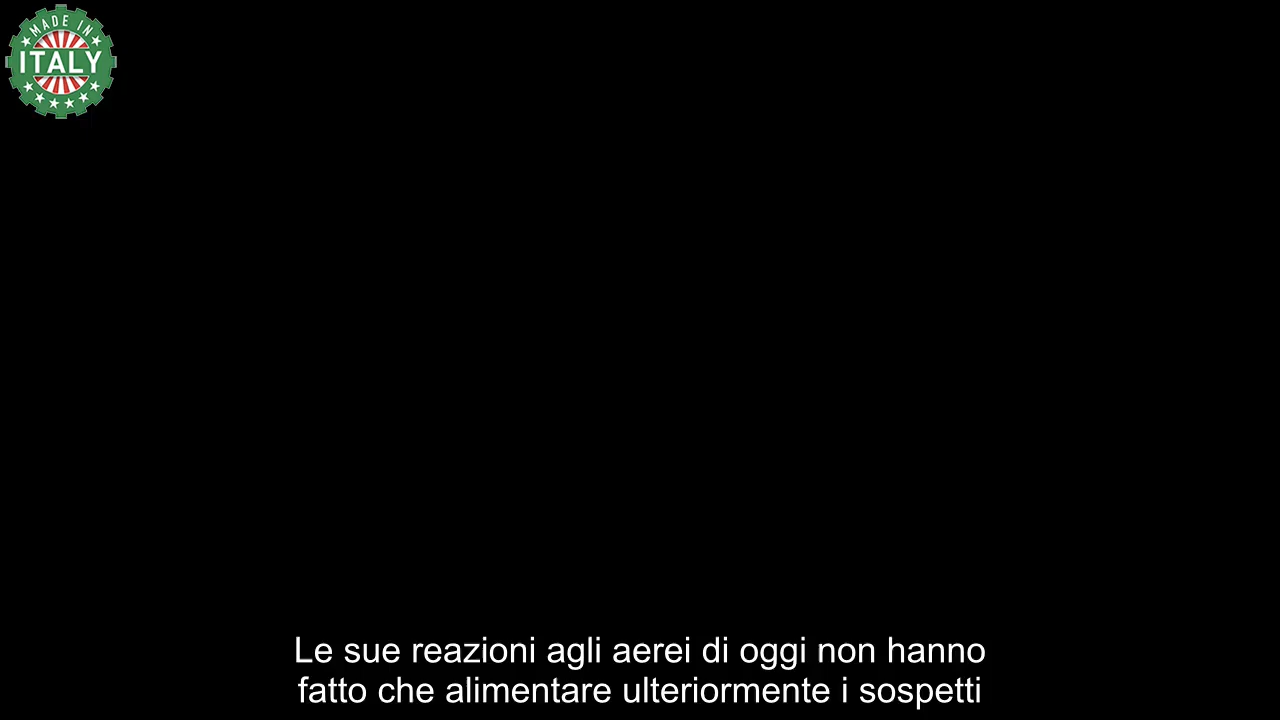 MADE IN
ITALY
Le sue reazioni agli aerei di oggi non hanno
fatto che alimentare ulteriormente i sospetti